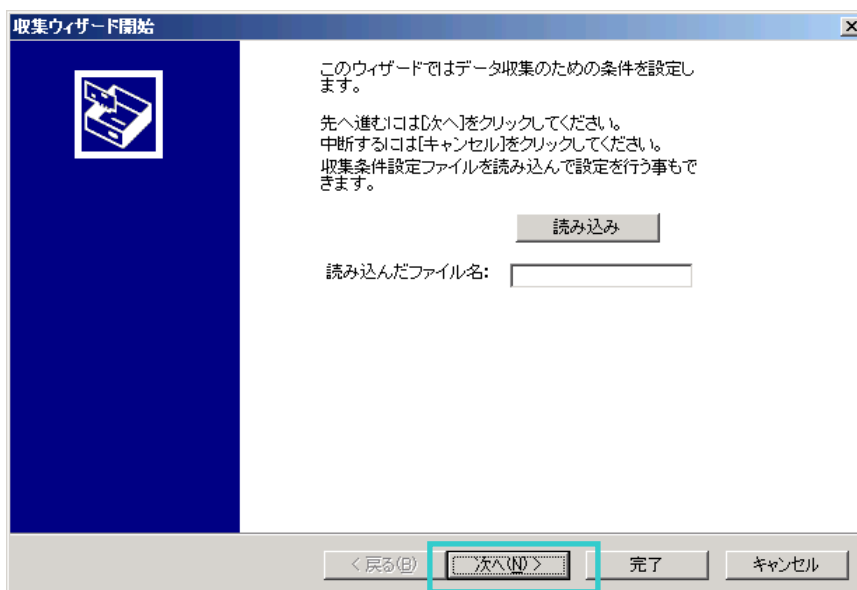 収集ウィザード開始
このウィザードではデータ収集のための条件を設定し
ます。
先へ進むには[次へ]をクリックしてください。
中断するには[キャンセル]をクリックしてください。
収集条件設定ファイルを読み込んで設定を行う事もで
きます。
読み込み
読み込んだファイル名:
< 戻る(B)
次へ(N) >
完了
キャンセル